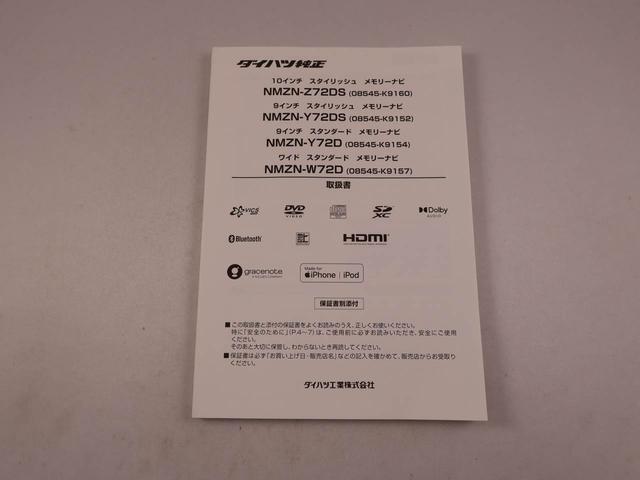 ダイハツ純正
10インチ スタイリッシュ メモリーナビ
NMZN-Z72DS (08545-K9160)
9インチ スタイリッシュ メモリーナビ
NMZN-Y72DS (08545-K9152)
9インチ スタンダード メモリーナビ
NMZN-Y72D (08545-K9154)
ワイド スタンダード メモリーナビ
NMZN-W72D (08545-K9157)
取扱書
VICS DVD VIDEO SD XC Dolby AUDIO
Bluetooth HDMI
gracenote Made for iPhone iPod
保証書別添付
■この取扱書と添付の保証書をよくお読みのうえ、正しくお使いください。
特に「安全のために」(P.4〜7)は、ご使用前に必ずお読みいただき、安全にご使用
ください。
そのあと大切に保管し、わからないとき再読してください。
■保証書は必ず「お買い上げ日・販売店名」などの記入を確かめて、販売店からお受取り
ください。
ダイハツ工業株式会社